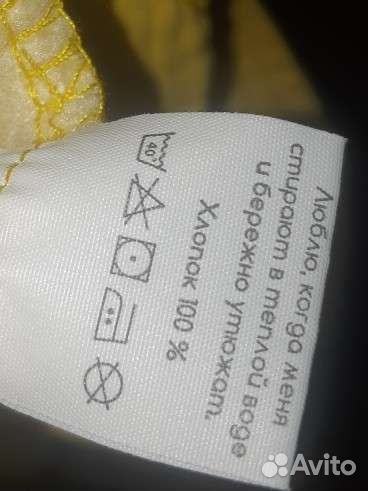 Люблю, когда меня
стирают в теплой воде
и бережно утюжат.
Хлопок 100 %
40
Avito